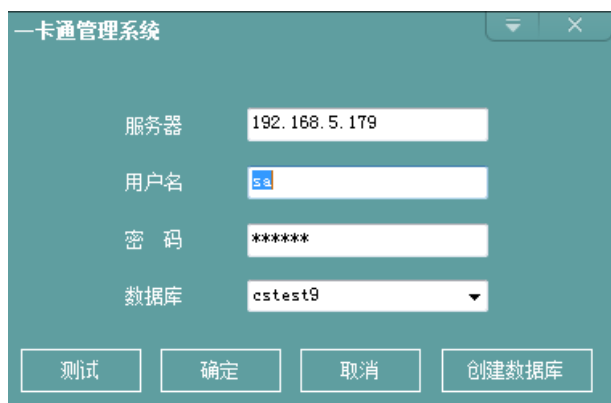 一卡通管理系统
服务器 192.168.5.179
用户名 sa
密 码 ******
数据库 cstest9
测试 确定 取消 创建数据库